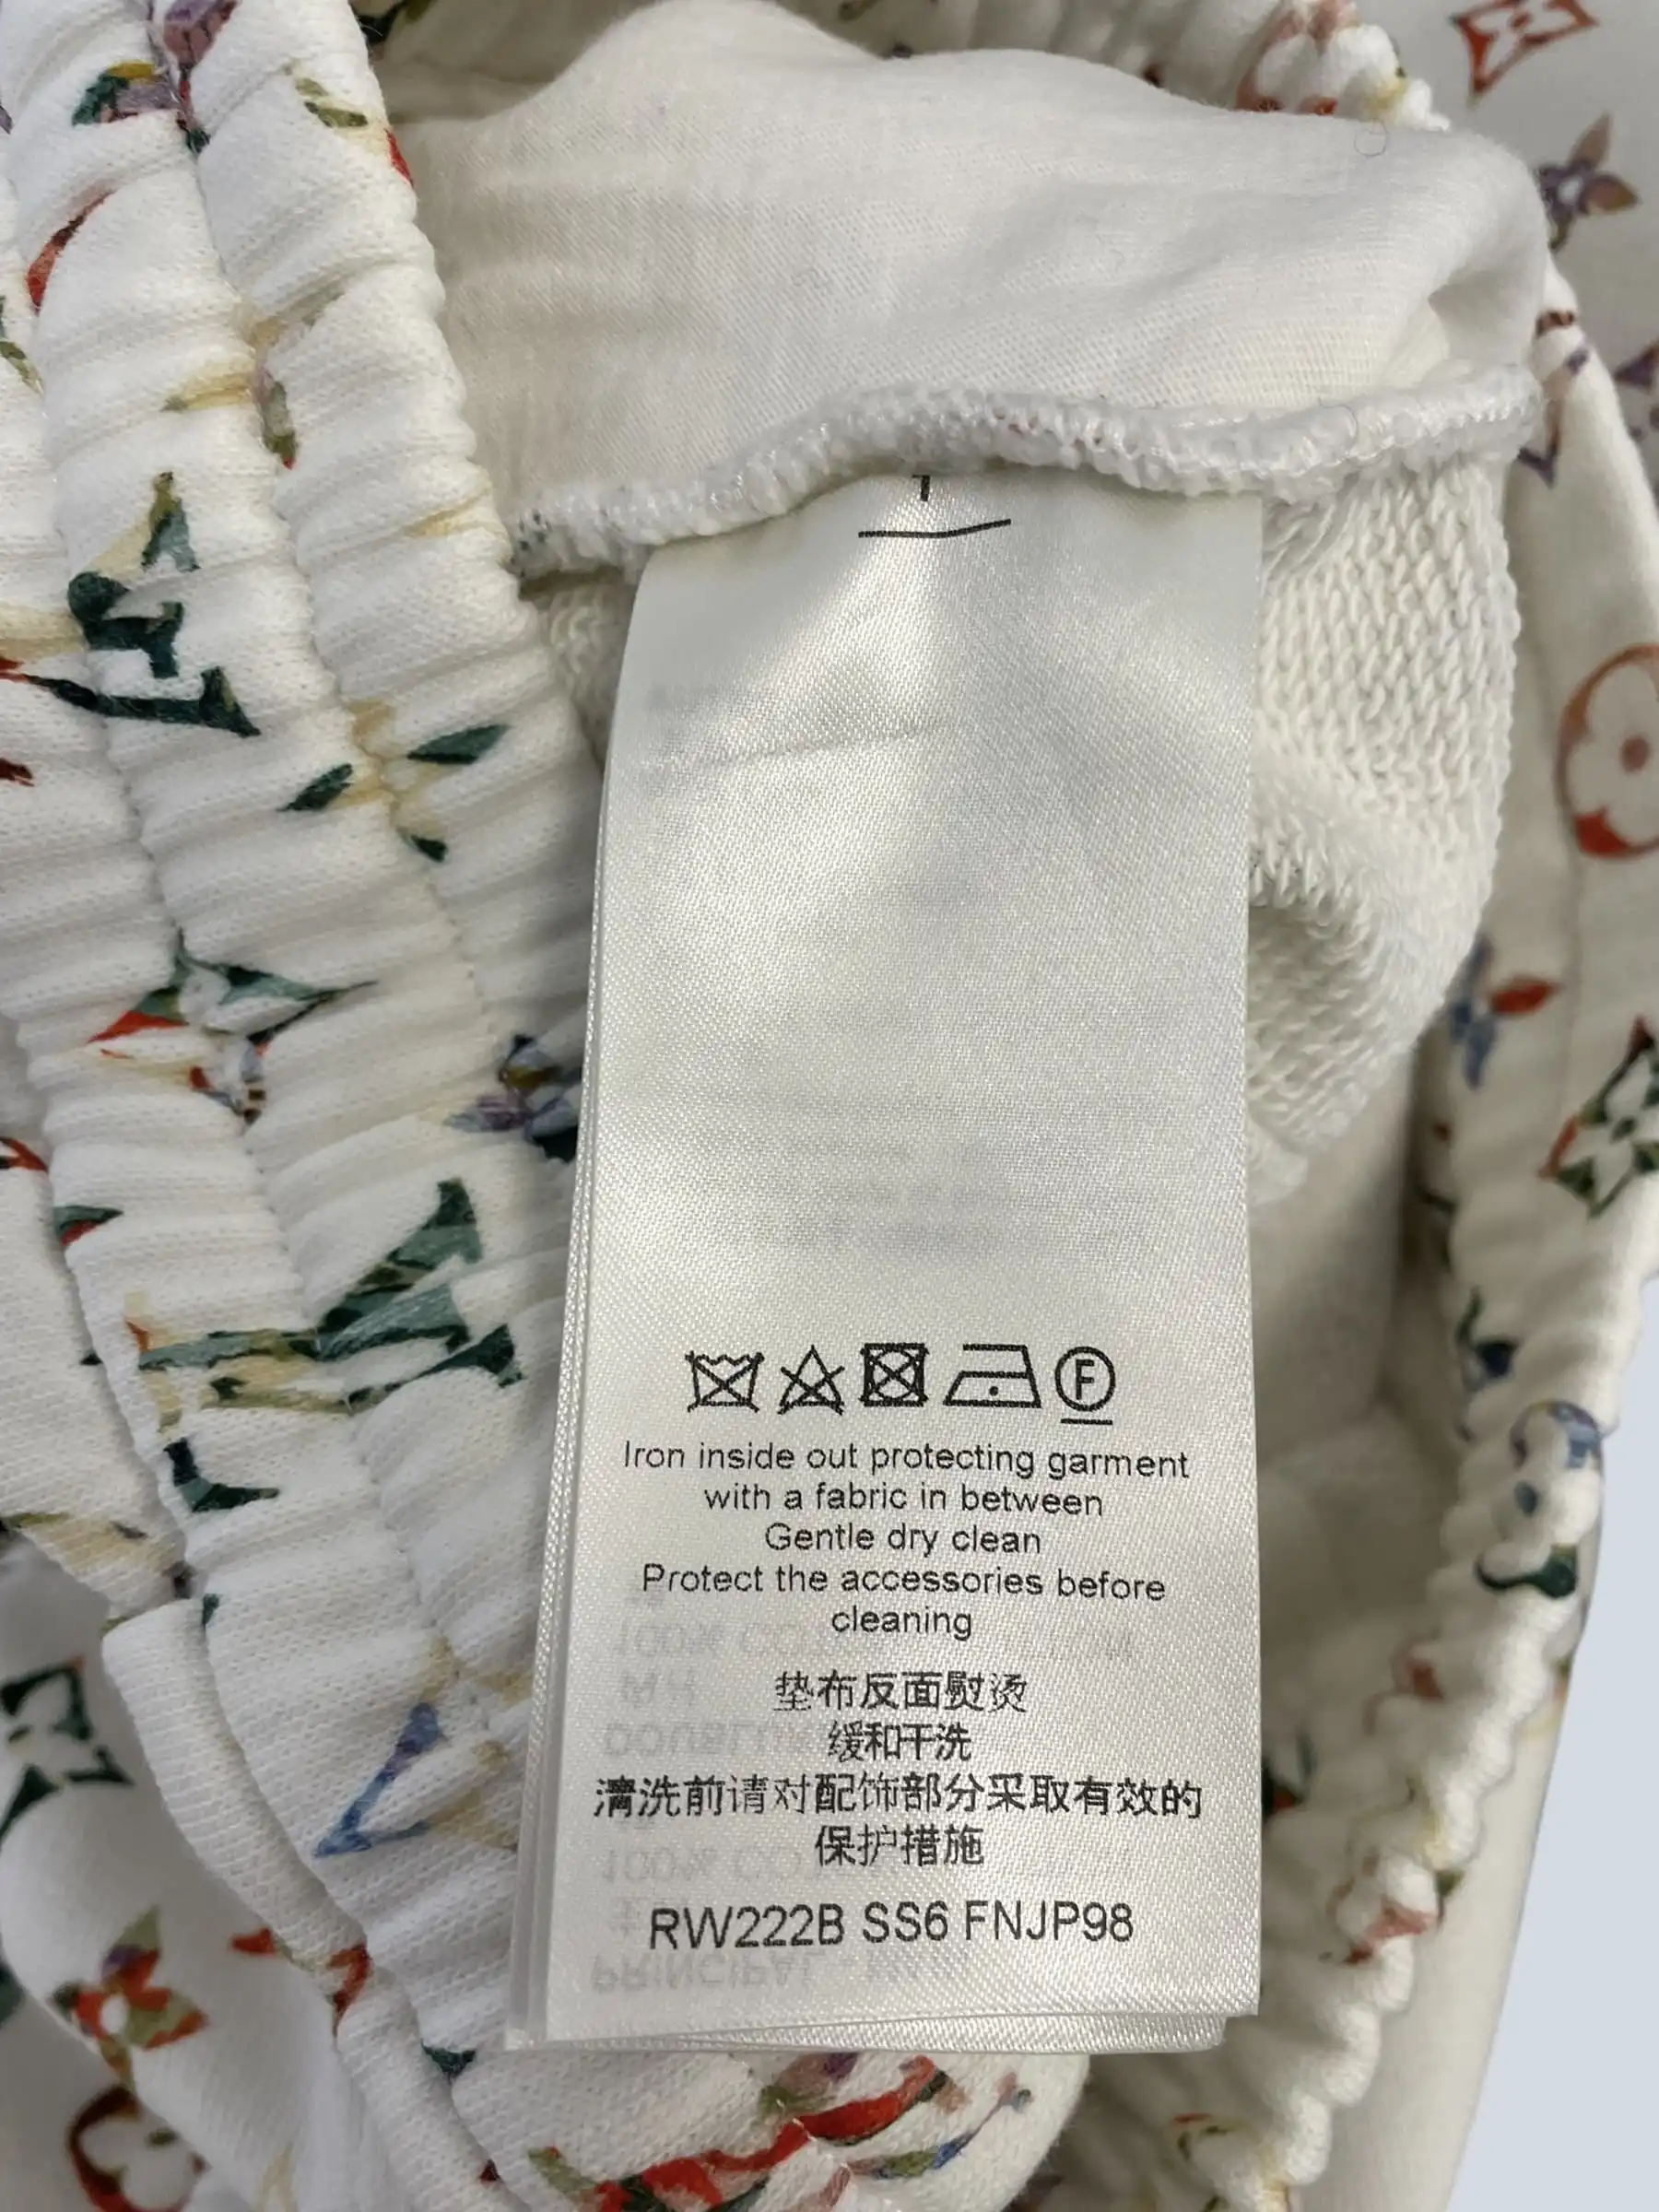 F
Iron inside out protecting garment
with a fabric in between
Gentle dry clean
Protect the accessories before
cleaning
垫布反面熨烫
缓和干洗
清洗前请对配饰部分采取有效的
保护措施
RW222B SS6 FNJP98